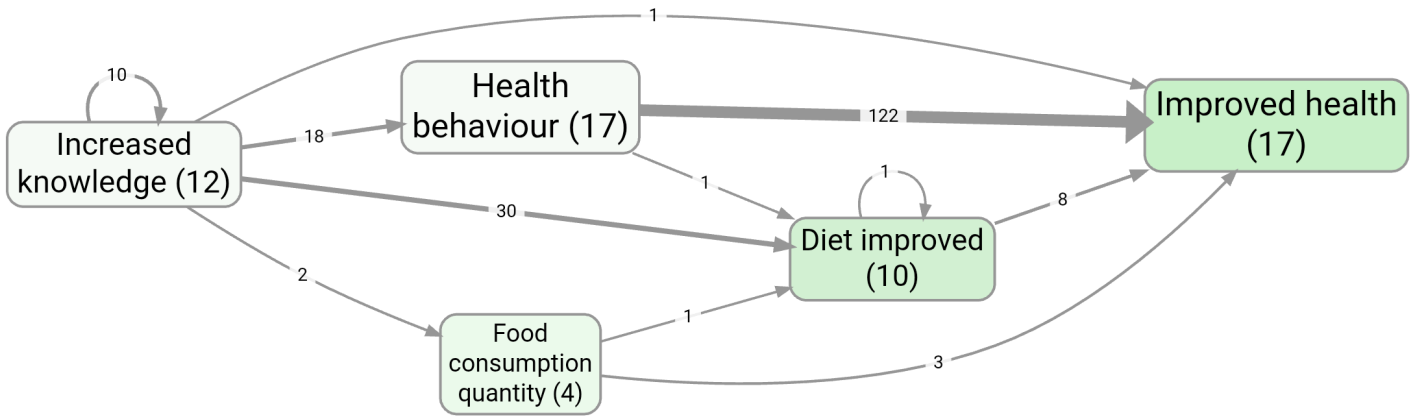 1
10
Increased
knowledge (12)
18
Health
behaviour (17)
122
Improved health
(17)
30
1
1
Diet improved
(10)
8
2
Food
consumption
quantity (4)
1
3